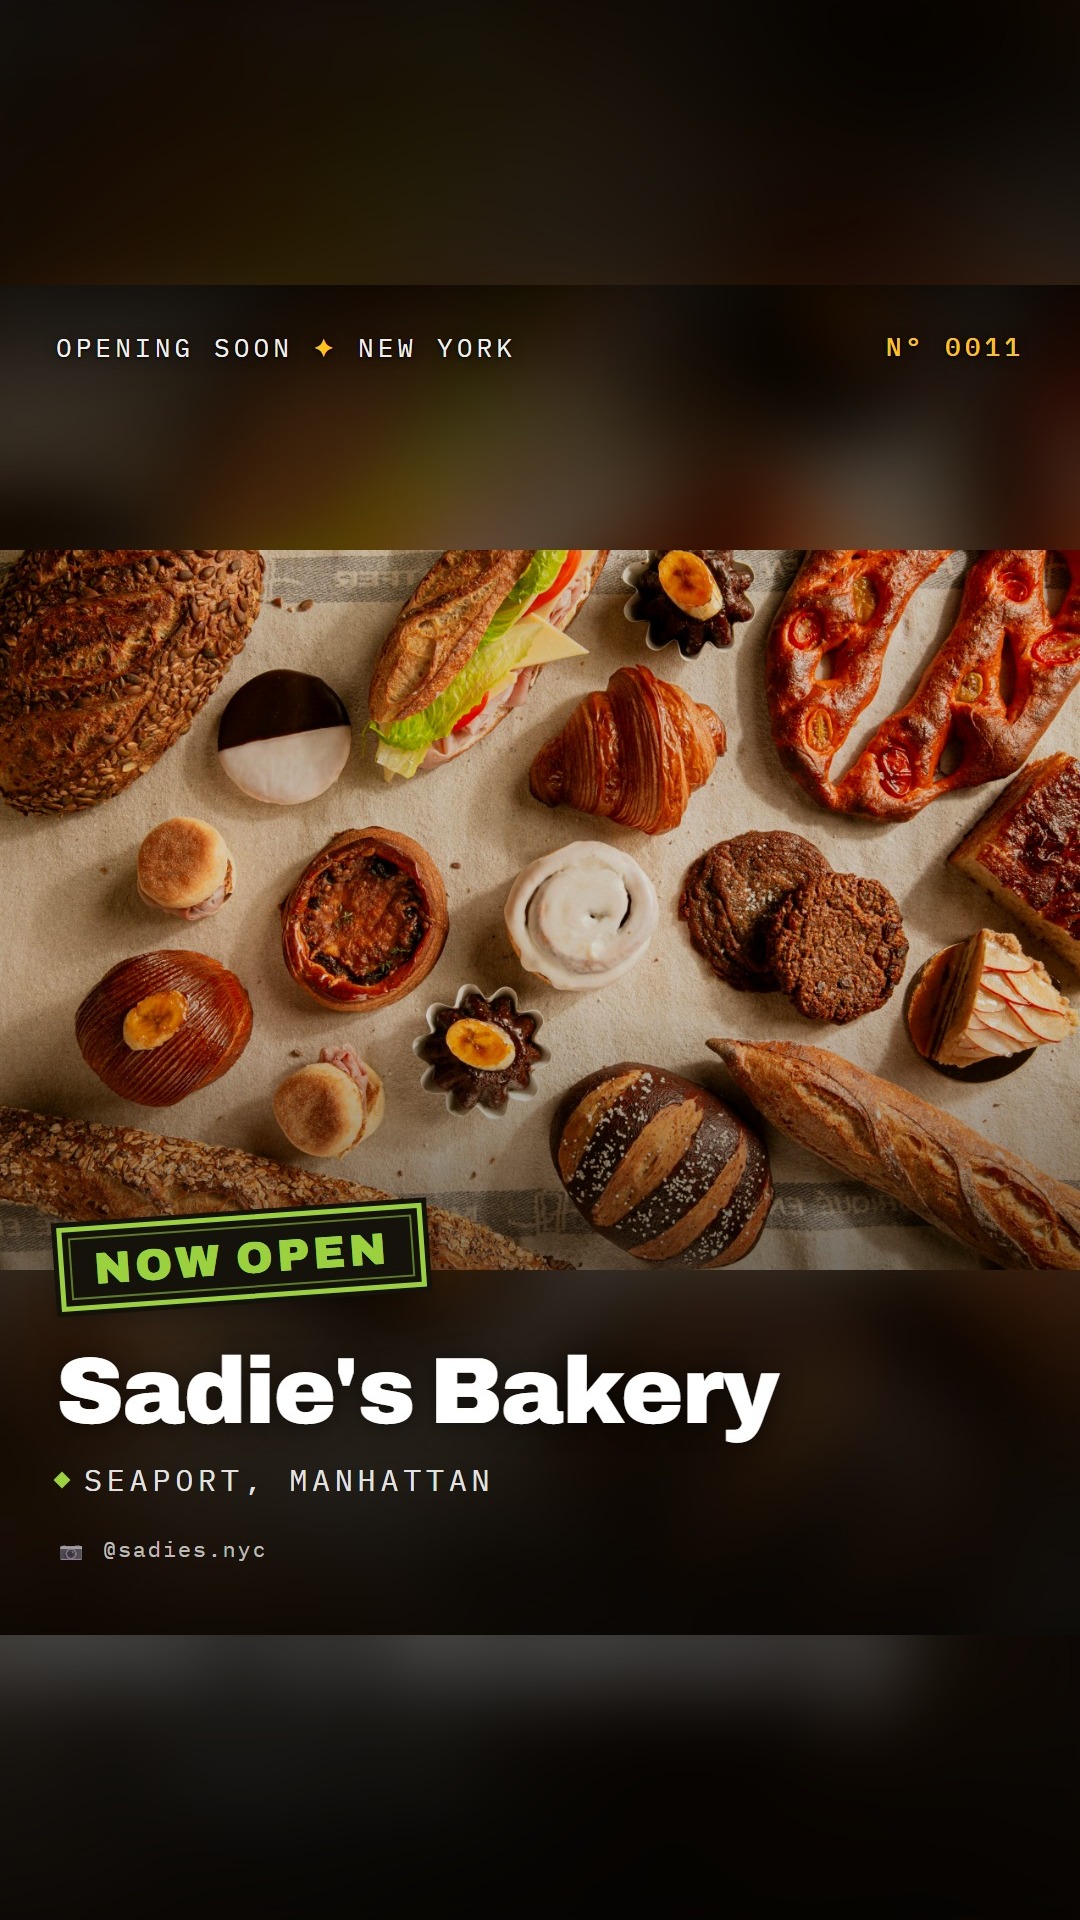 OPENING SOON ✦ NEW YORK
N° 0011
NOW OPEN
Sadie's Bakery
SEAPORT, MANHATTAN
@sadies.nyc